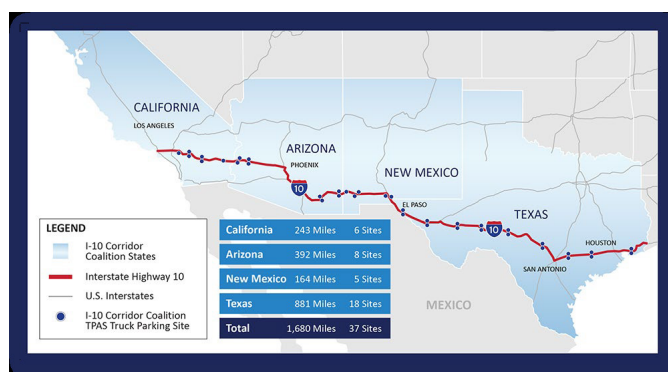 CALIFORNIA
LOS ANGELES
ARIZONA
PHOENIX
10
NEW MEXICO
EL PASO
TEXAS
10
HOUSTON
SAN ANTONIO
MEXICO
LEGEND
I-10 Corridor
Coalition States
Interstate Highway 10
U.S. Interstates
I-10 Corridor Coalition
TPAS Truck Parking Site
California 243 Miles 6 Sites
Arizona 392 Miles 8 Sites
New Mexico 164 Miles 5 Sites
Texas 881 Miles 18 Sites
Total 1,680 Miles 37 Sites